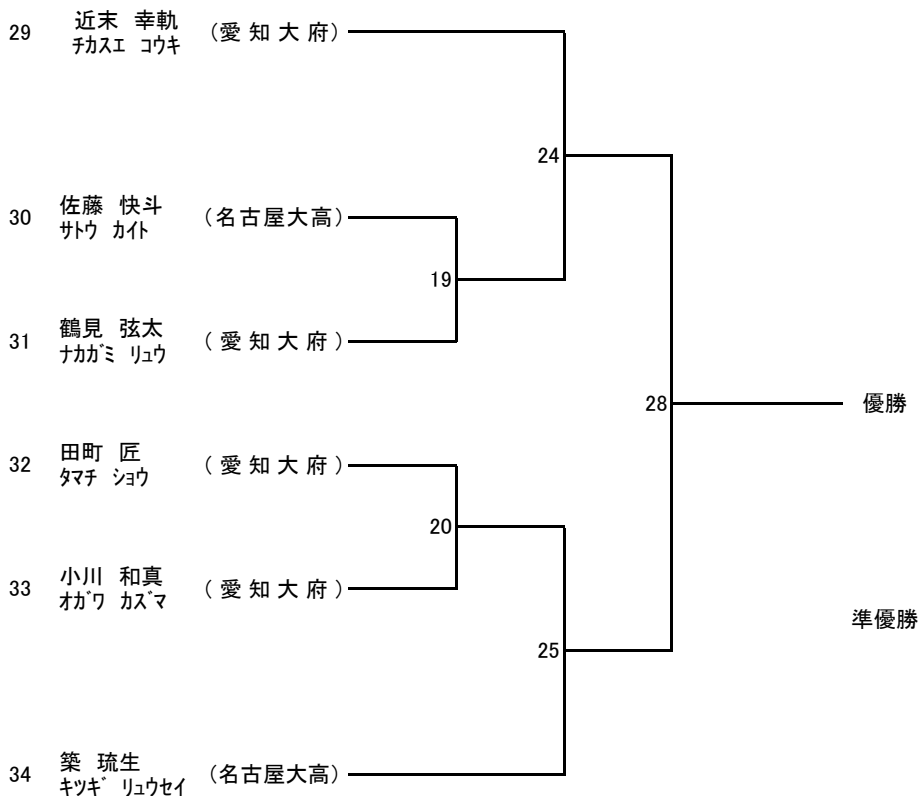 29 近末 幸軌 (愛知大府)
チカスエ コウキ
24
30 佐藤 快斗 (名古屋大高)
サトウ カイト
19
31 鶴見 弦太 (愛知大府)
ナカガミ リュウ
28 優勝
32 田町 匠 (愛知大府)
タマチ ショウ
20
33 小川 和真 (愛知大府)
オガワ カズマ
準優勝
25
34 築 琉生 (名古屋大高)
キツギ リュウセイ